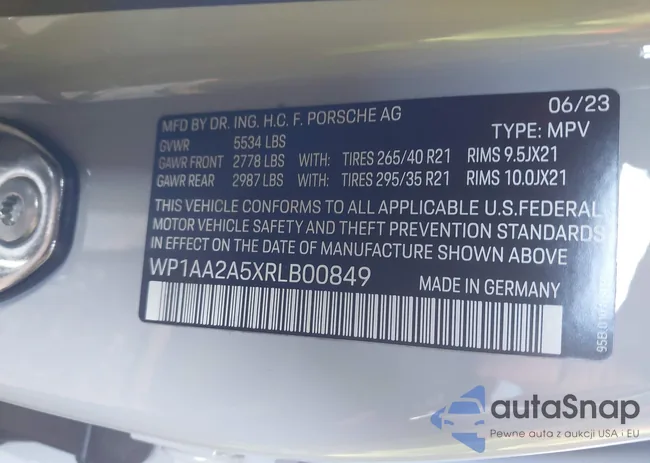 MFD BY DR. ING. H.C. F. PORSCHE AG 06/23
GVWR 5534 LBS TYPE: MPV
GAWR FRONT 2778 LBS WITH: TIRES 265/40 R21 RIMS 9.5JX21
GAWR REAR 2987 LBS WITH: TIRES 295/35 R21 RIMS 10.0JX21
THIS VEHICLE CONFORMS TO ALL APPLICABLE U.S.FEDERAL
MOTOR VEHICLE SAFETY AND THEFT PREVENTION STANDARDS
IN EFFECT ON THE DATE OF MANUFACTURE SHOWN ABOVE
WP1AA2A5XRLB00849 MADE IN GERMANY
autaSnap
Pewne auta z aukcji USA i EU